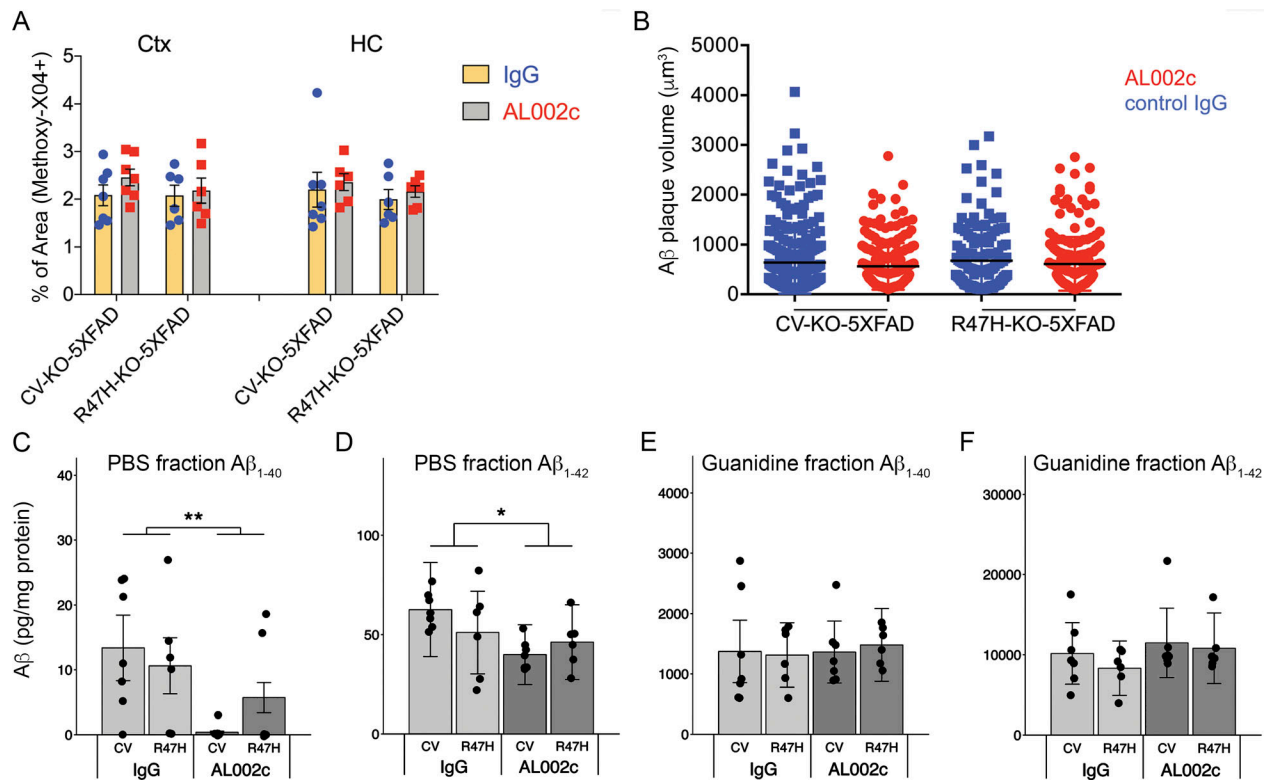 A
Ctx
HC
% of Area (Methoxy-X04+)
5
4
3
2
1
0
IgG
AL002c
CV-KO-5XFAD
R47H-KO-5XFAD
CV-KO-5XFAD
R47H-KO-5XFAD
B
Aβ plaque volume (μm³)
5000
4000
3000
2000
1000
0
AL002c
control IgG
CV-KO-5XFAD
R47H-KO-5XFAD
C
PBS fraction Aβ₁₋₄₀
Aβ (pg/mg protein)
40
30
20
10
0
**
CV
R47H
CV
R47H
IgG
AL002c
D
PBS fraction Aβ₁₋₄₂
100
50
0
*
CV
R47H
CV
R47H
IgG
AL002c
E
Guanidine fraction Aβ₁₋₄₀
4000
3000
2000
1000
0
CV
R47H
CV
R47H
IgG
AL002c
F
Guanidine fraction Aβ₁₋₄₂
30000
20000
10000
0
CV
R47H
CV
R47H
IgG
AL002c